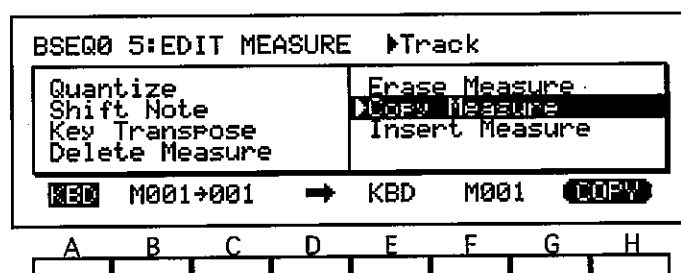 BSEQ0 5:EDIT MEASURE ▶Track
Quantize
Shift Note
Key Transpose
Delete Measure
Erase Measure
▶Copy Measure
Insert Measure
KBD M001→001 ➡ KBD M001 COPY
A B C D E F G H